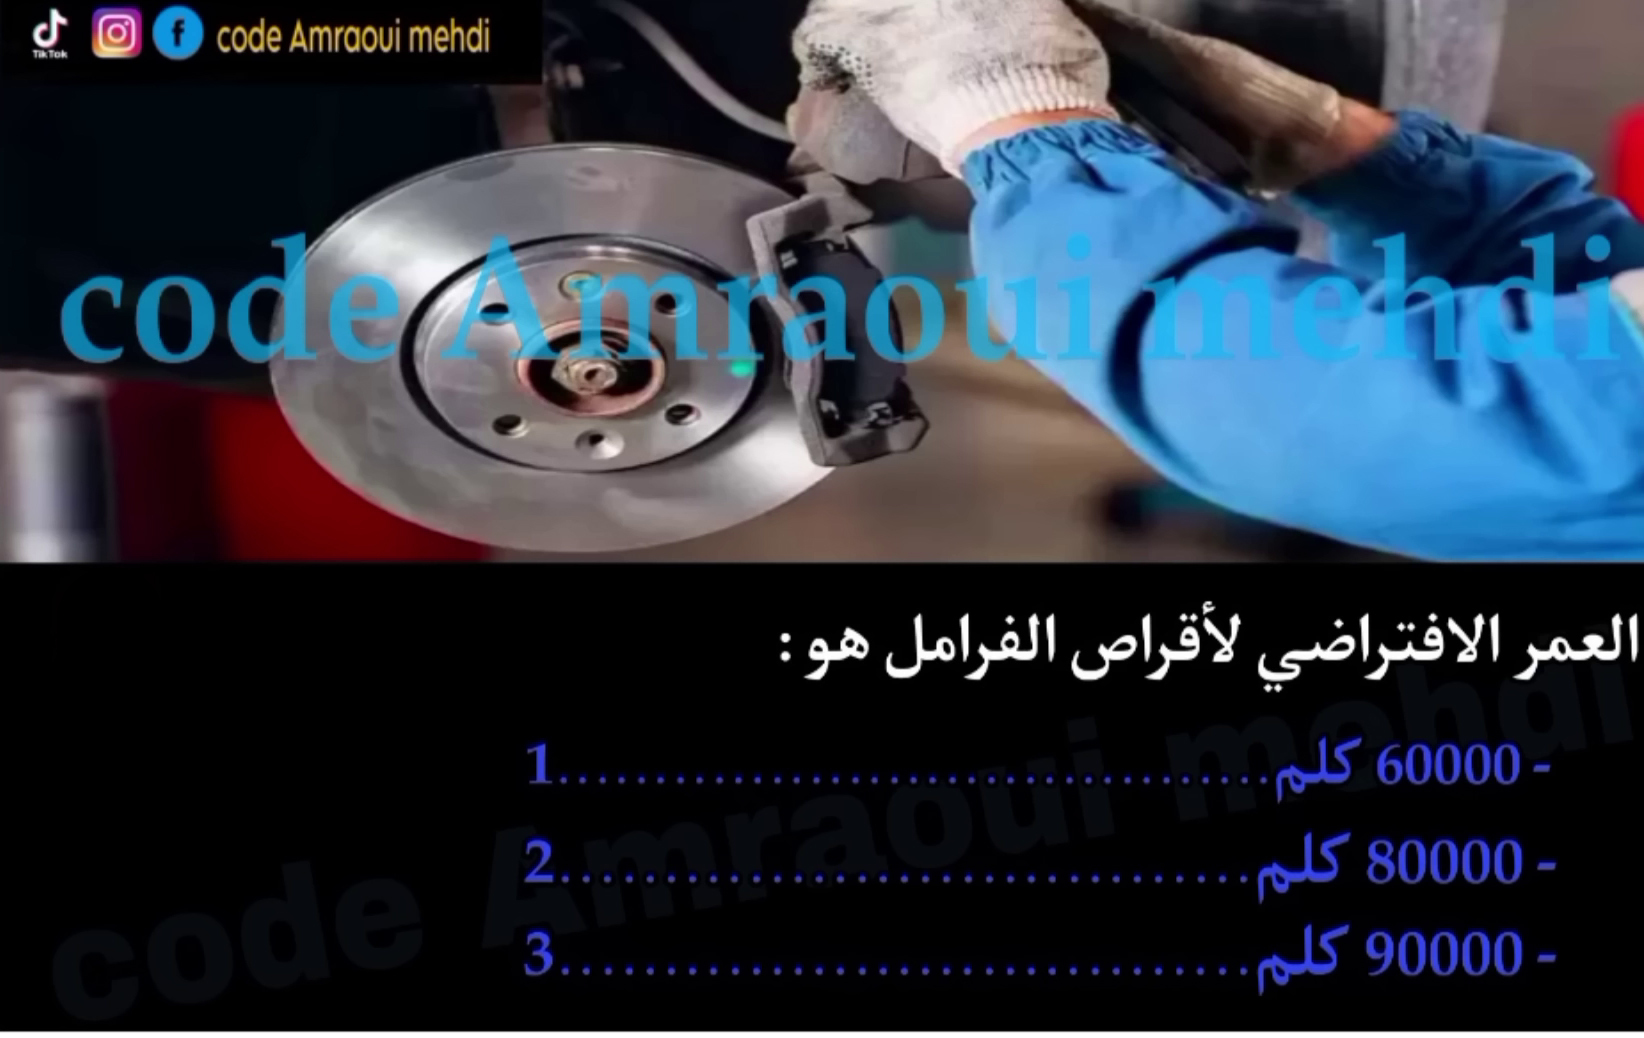 TikTok code Amraoui mehdi
code Amraoui mehdi
العمر الافتراضي لأقراص الفرامل هو :
- 60000 كلم..................................1
- 80000 كلم..................................2
- 90000 كلم..................................3
code Amraoui mehdi